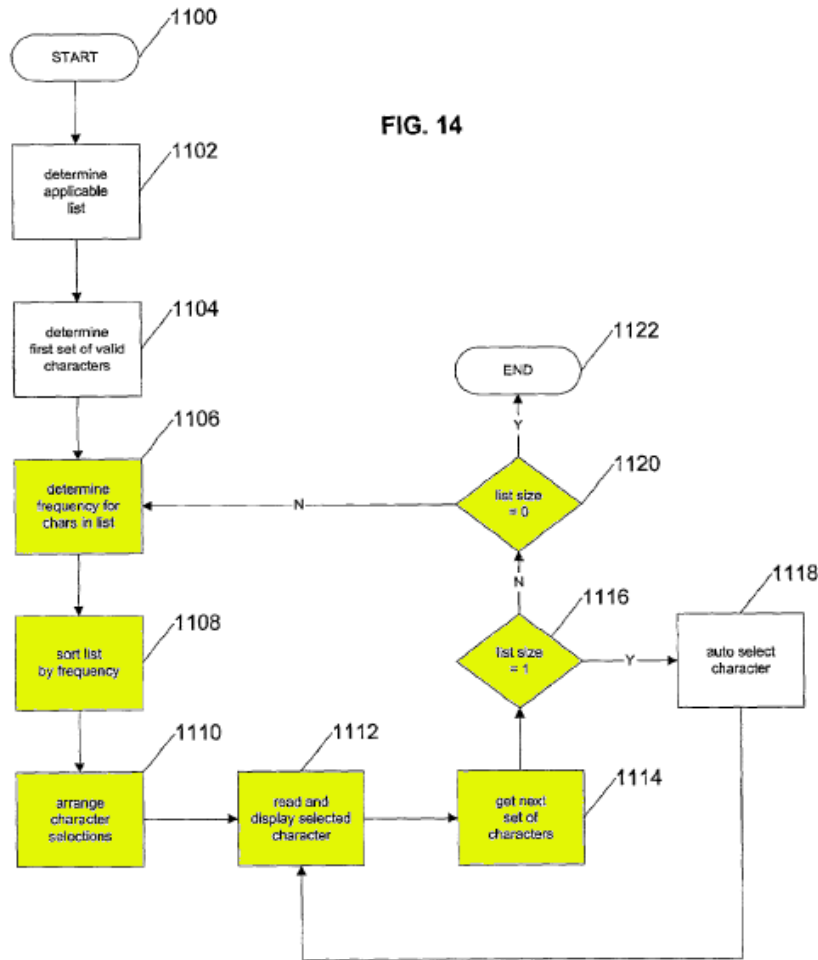 1100
START
FIG. 14
1102
determine
applicable
list
1104
determine
first set of valid
characters
1122
END
Y
1106
determine
frequency for
chars in list
N
1120
list size
= 0
N
1108
sort list
by frequency
1116
list size
= 1
Y
1118
auto select
character
1110
arrange
character
selections
1112
read and
display selected
character
1114
get next
set of
characters